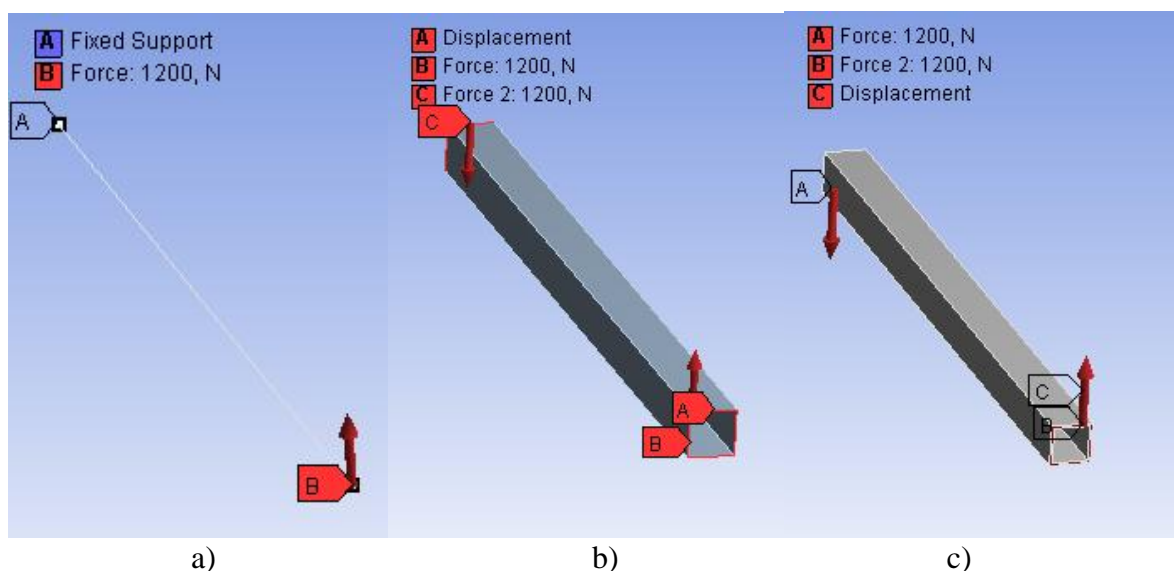 A Fixed Support
B Force: 1200, N
A
B
a)
A Displacement
B Force: 1200, N
C Force 2: 1200, N
C
A
B
b)
A Force: 1200, N
B Force 2: 1200, N
C Displacement
A
C
B
c)